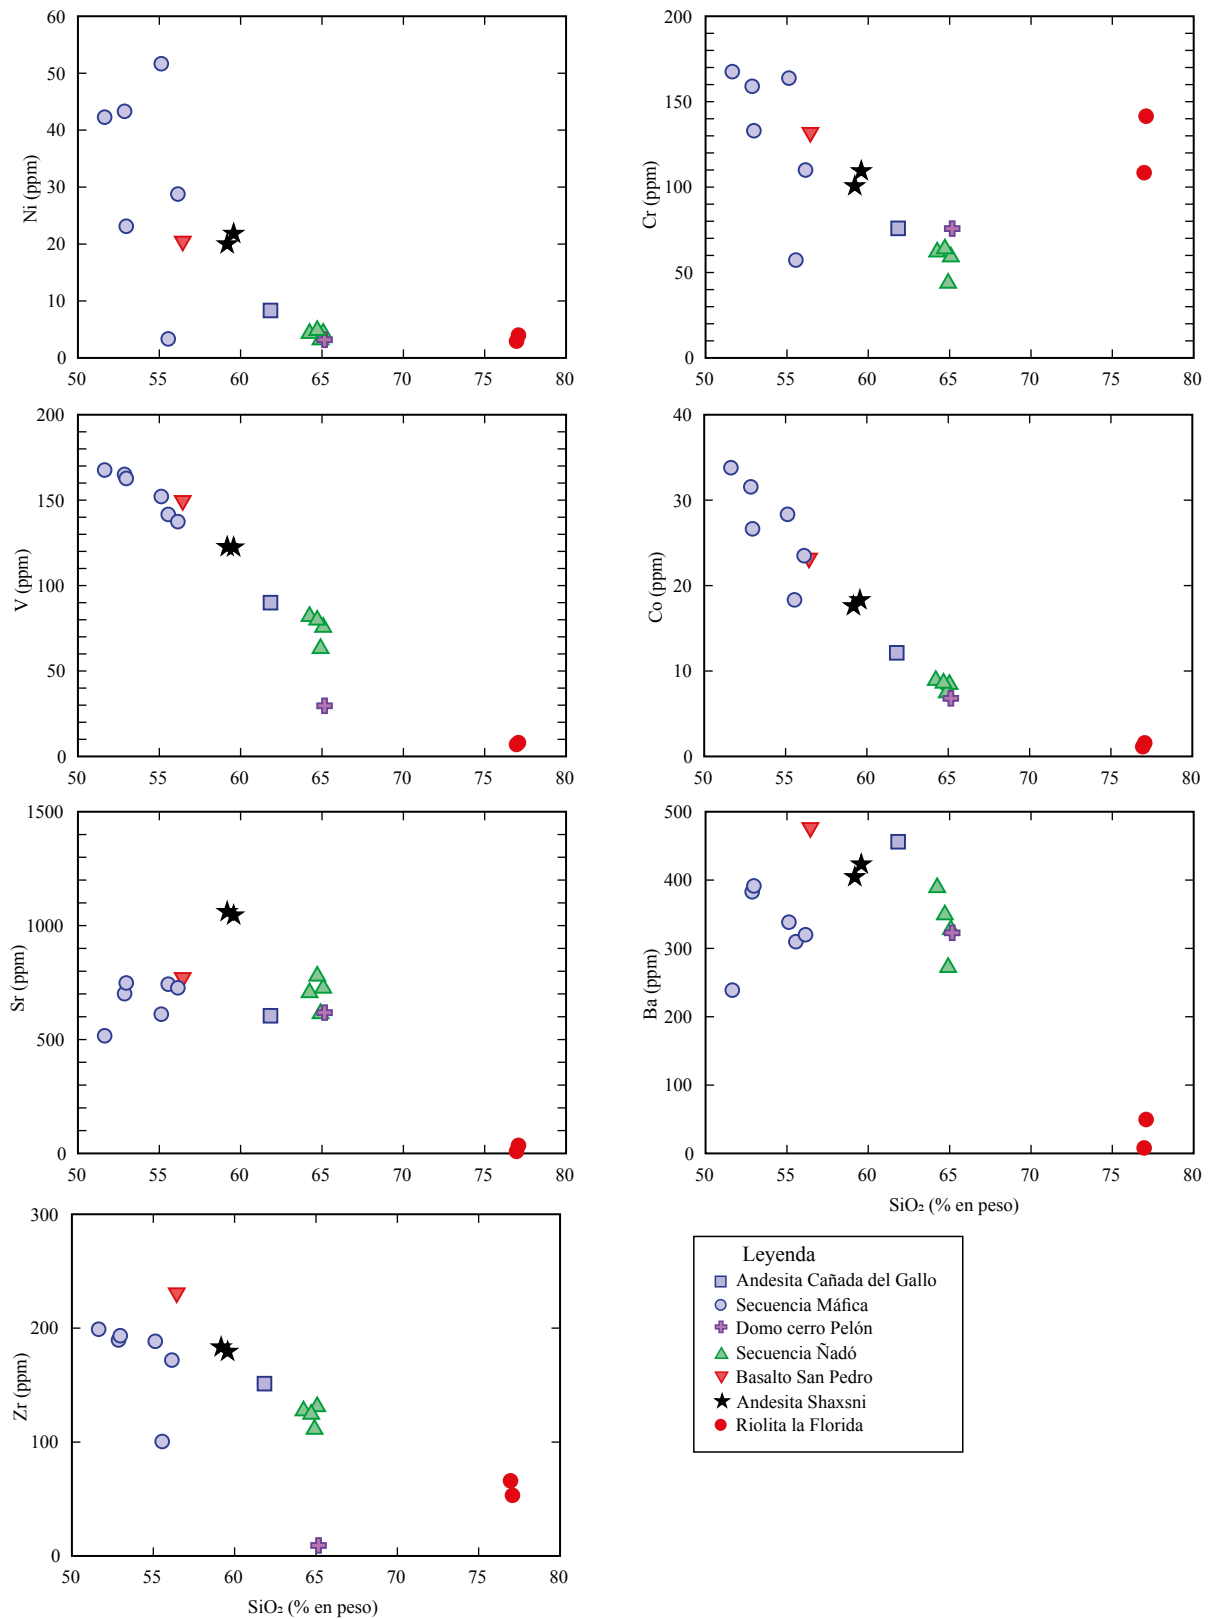 60
50
40
30
20
10
0
Ni (ppm)
50 55 60 65 70 75 80
200
150
100
50
0
Cr (ppm)
50 55 60 65 70 75 80
200
150
100
50
0
V (ppm)
50 55 60 65 70 75 80
40
30
20
10
0
Co (ppm)
50 55 60 65 70 75 80
1500
1000
500
0
Sr (ppm)
50 55 60 65 70 75 80
500
400
300
200
100
0
Ba (ppm)
50 55 60 65 70 75 80
SiO₂ (% en peso)
300
200
100
0
Zr (ppm)
50 55 60 65 70 75 80
SiO₂ (% en peso)
Leyenda
Andesita Cañada del Gallo
Secuencia Máfica
Domo cerro Pelón
Secuencia Ñadó
Basalto San Pedro
Andesita Shaxsni
Riolita la Florida